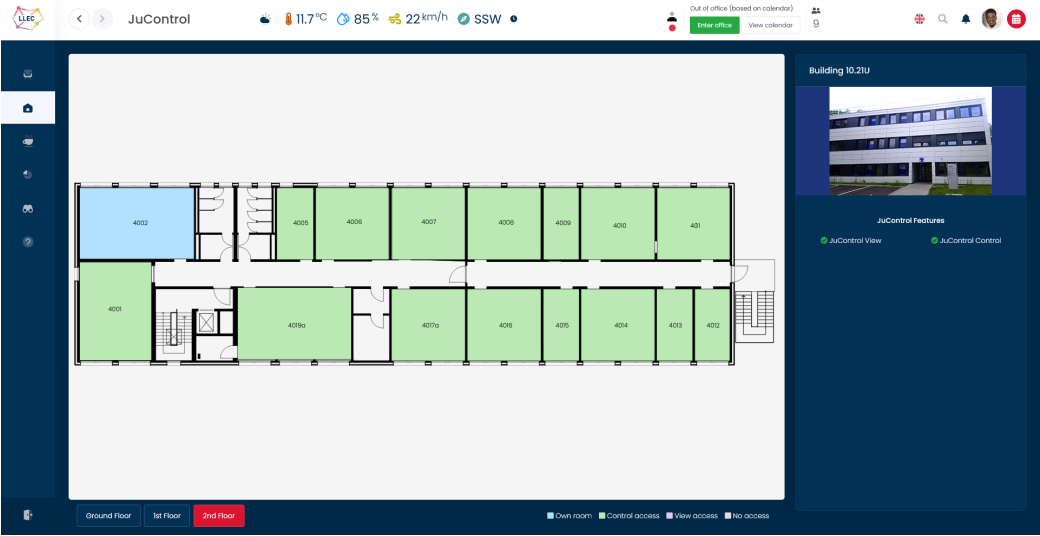 LLEC
JuControl
11.7 °C
85 %
22 km/h
SSW
Out of office (based on calendar)
Enter office
View calendar
9
Building 10.21U
JuControl Features
JuControl View
JuControl Control
4002
4005
4006
4007
4008
4009
4010
401
4001
4019a
4017a
4016
4015
4014
4013
4012
Ground Floor
1st Floor
2nd Floor
Own room
Control access
View access
No access